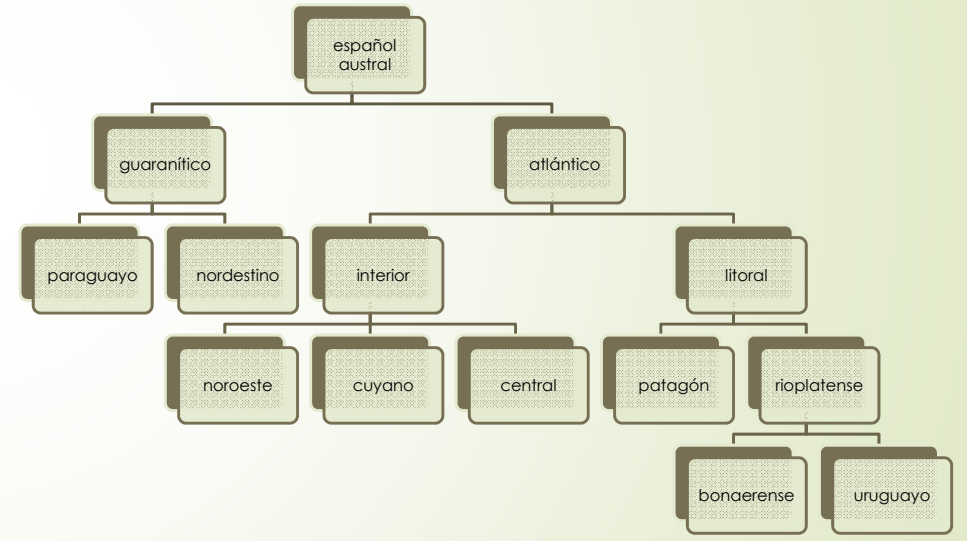 español
austral
guaranítico
atlántico
paraguayo
nordestino
interior
litoral
noroeste
cuyano
central
patagón
rioplatense
bonaerense
uruguayo